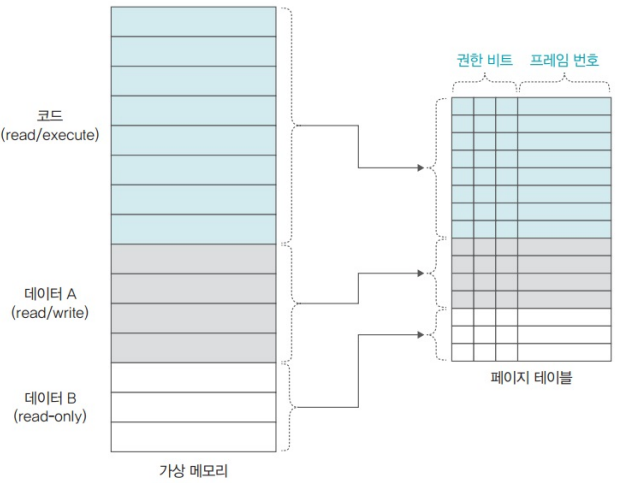 권한 비트 프레임 번호
코드
(read/execute)
데이터 A
(read/write)
데이터 B
(read-only)
페이지 테이블
가상 메모리